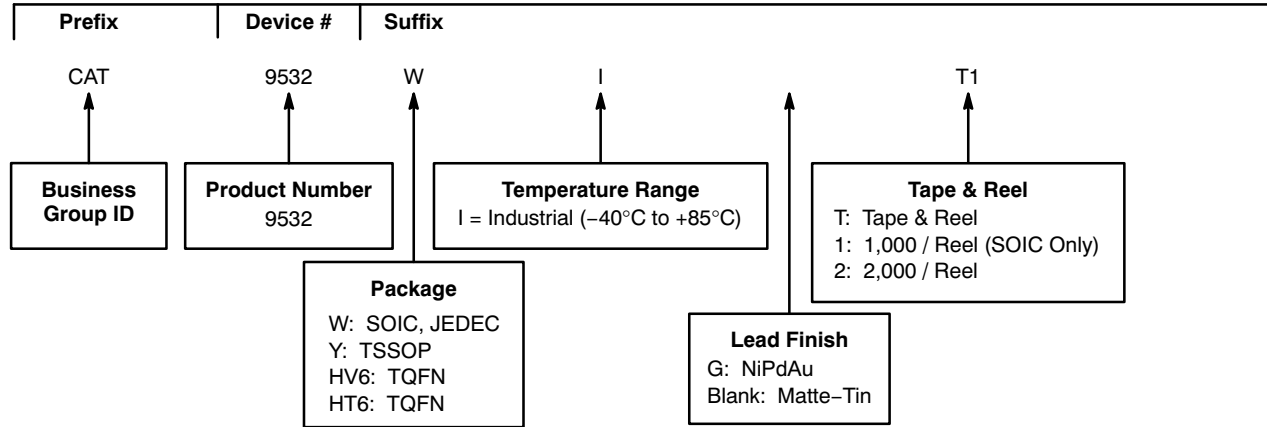 Prefix Device # Suffix
CAT 9532 W I T1
Business
Group ID
Product Number
9532
Package
W: SOIC, JEDEC
Y: TSSOP
HV6: TQFN
HT6: TQFN
Temperature Range
I = Industrial (−40°C to +85°C)
Lead Finish
G: NiPdAu
Blank: Matte−Tin
Tape & Reel
T: Tape & Reel
1: 1,000 / Reel (SOIC Only)
2: 2,000 / Reel